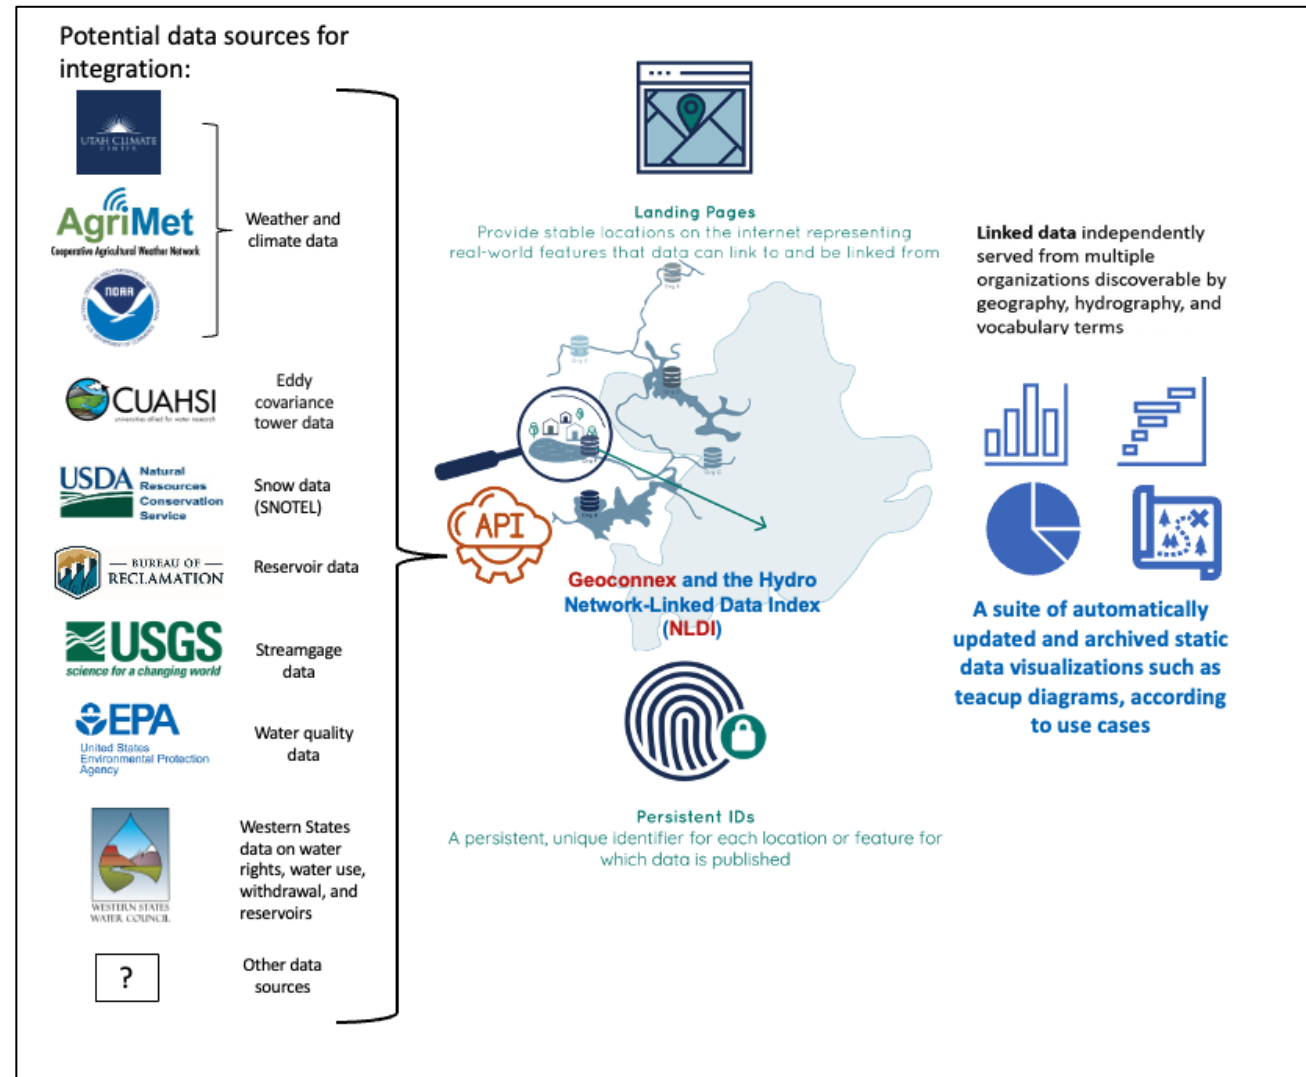 Potential data sources for
integration:
UTAH CLIMATE
CENTER
AgriMet
Cooperative Agricultural Weather Network
Weather and
climate data
NOAA
CUAHSI
universities allied for water research
Eddy
covariance
tower data
USDA
Natural
Resources
Conservation
Service
Snow data
(SNOTEL)
BUREAU OF
RECLAMATION
Reservoir data
USGS
science for a changing world
Streamgage
data
EPA
United States
Environmental Protection
Agency
Water quality
data
WESTERN STATES
WATER COUNCIL
Western States
data on water
rights, water use,
withdrawal, and
reservoirs
?
Other data
sources
Landing Pages
Provide stable locations on the internet representing
real-world features that data can link to and be linked from
API
Geoconnex and the Hydro
Network-Linked Data Index
(NLDI)
Persistent IDs
A persistent, unique identifier for each location or feature for
which data is published
Linked data independently
served from multiple
organizations discoverable by
geography, hydrography, and
vocabulary terms
A suite of automatically
updated and archived static
data visualizations such as
teacup diagrams, according
to use cases